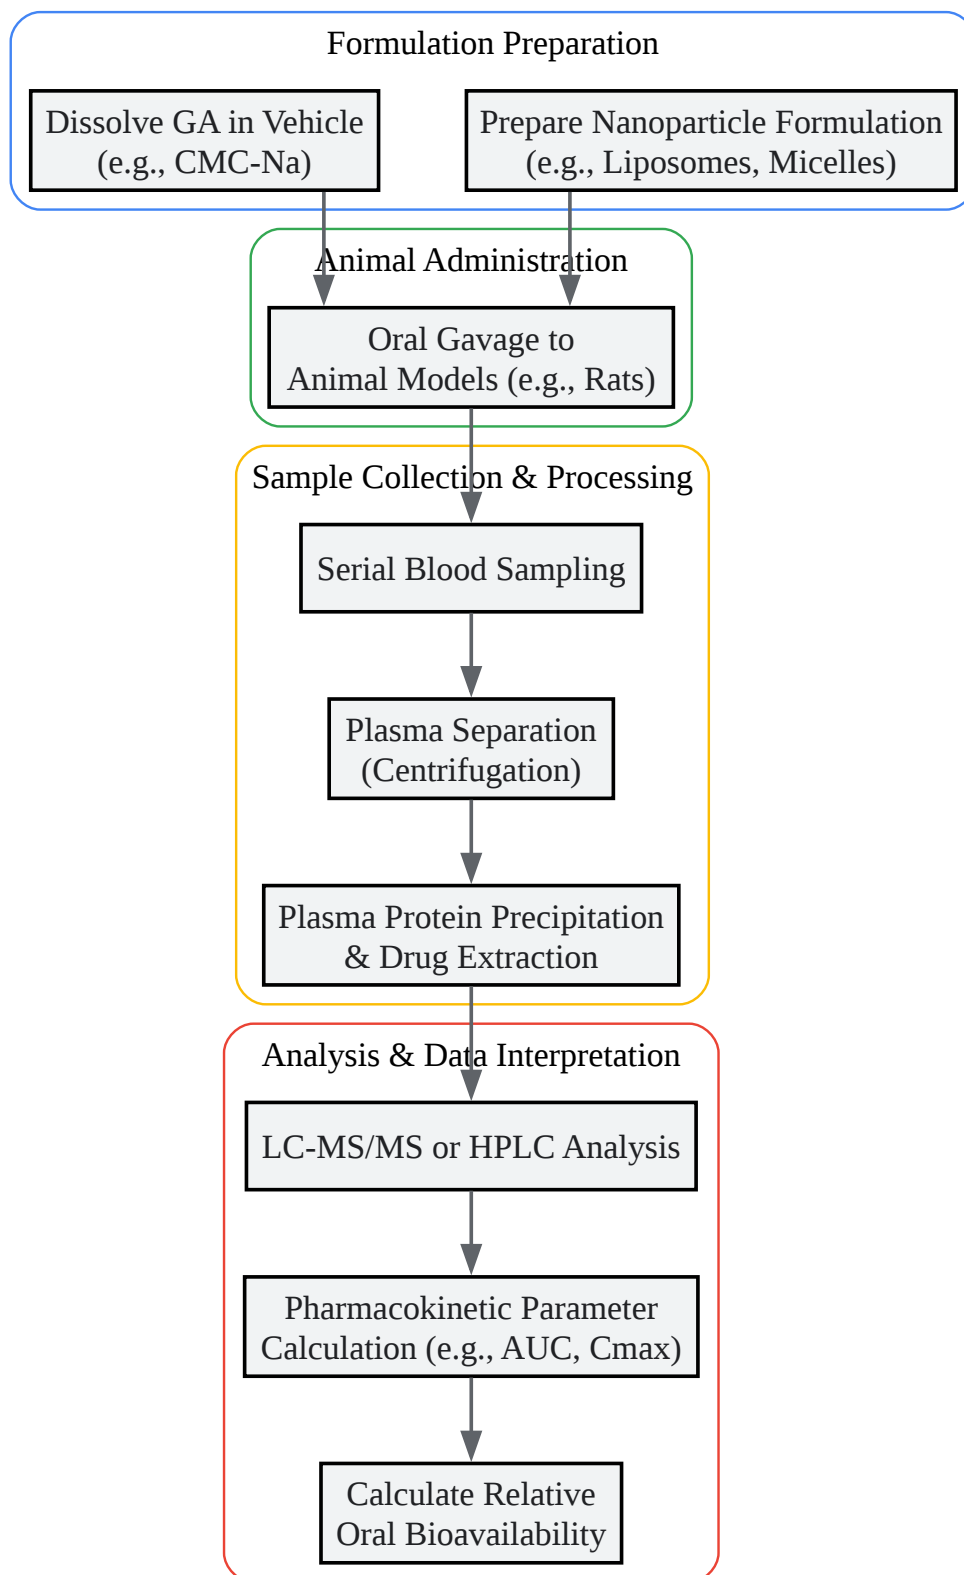 Formulation Preparation
Dissolve GA in Vehicle
(e.g., CMC-Na)
Prepare Nanoparticle Formulation
(e.g., Liposomes, Micelles)
Animal Administration
Oral Gavage to
Animal Models (e.g., Rats)
Sample Collection & Processing
Serial Blood Sampling
Plasma Separation
(Centrifugation)
Plasma Protein Precipitation
& Drug Extraction
Analysis & Data Interpretation
LC-MS/MS or HPLC Analysis
Pharmacokinetic Parameter
Calculation (e.g., AUC, Cmax)
Calculate Relative
Oral Bioavailability